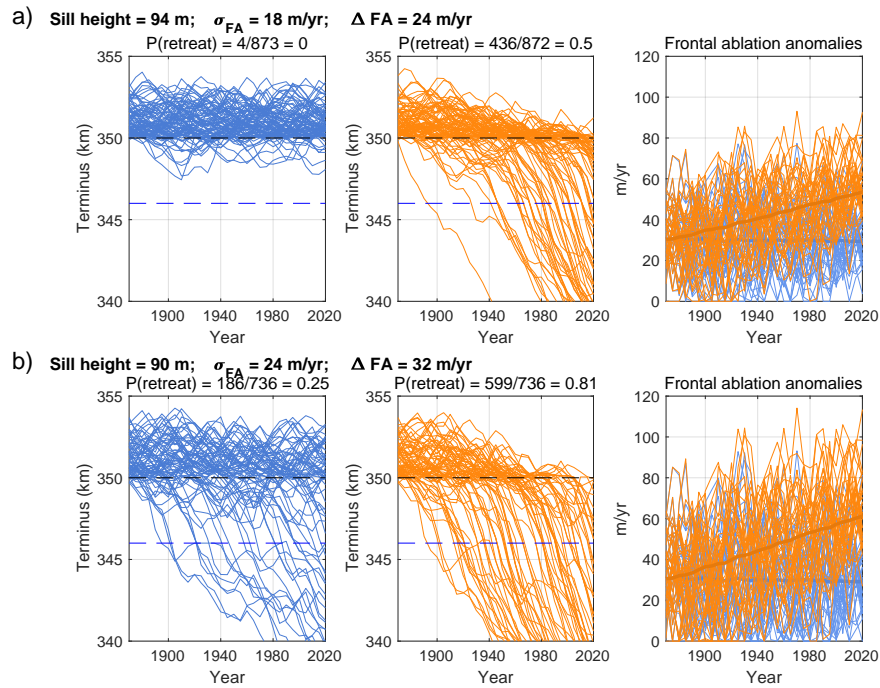 a) Sill height = 94 m; σFA = 18 m/yr; Δ FA = 24 m/yr
P(retreat) = 4/873 = 0
P(retreat) = 436/872 = 0.5
Frontal ablation anomalies
Terminus (km)
355
350
345
340
1900 1940 1980 2020
Year
Terminus (km)
355
350
345
340
1900 1940 1980 2020
Year
m/yr
120
100
80
60
40
20
0
1900 1940 1980 2020
Year
b) Sill height = 90 m; σFA = 24 m/yr; Δ FA = 32 m/yr
P(retreat) = 186/736 = 0.25
P(retreat) = 599/736 = 0.81
Frontal ablation anomalies
Terminus (km)
355
350
345
340
1900 1940 1980 2020
Year
Terminus (km)
355
350
345
340
1900 1940 1980 2020
Year
m/yr
120
100
80
60
40
20
0
1900 1940 1980 2020
Year